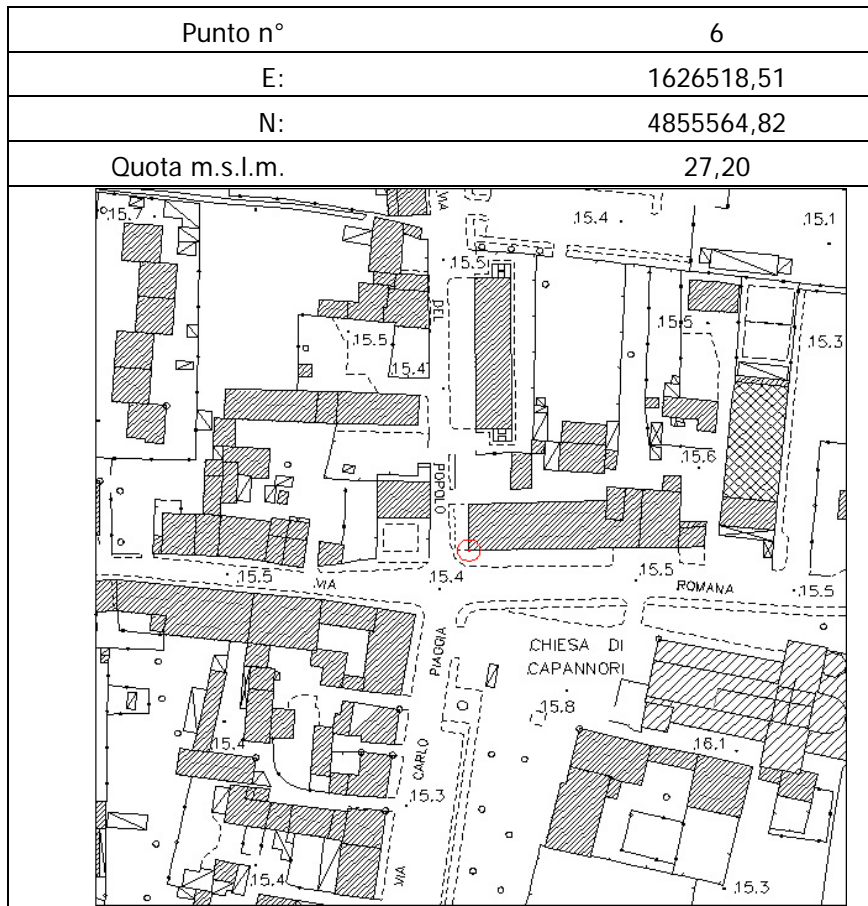 Punto n° 6
E: 1626518,51
N: 4855564,82
Quota m.s.l.m. 27,20
VIA
15.7
15.4
15.1
15.5
DEL
15.5
15.5
15.3
15.4
POPOLO
15.6
15.5
VIA
15.4
15.5
ROMANA
15.5
PIAGGIA
CHIESA DI
CAPANNORI
15.8
15.4
16.1
CARLO
15.3
15.4
VIA
15.3